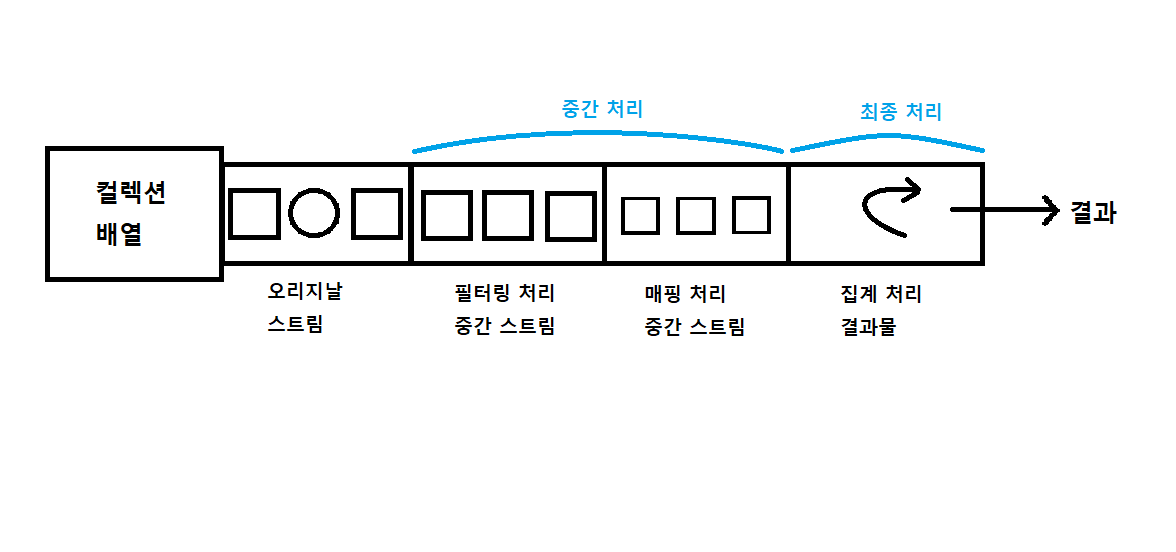 중간 처리
최종 처리
컬렉션
배열
결과
오리지날
스트림
필터링 처리
중간 스트림
매핑 처리
중간 스트림
집계 처리
결과물